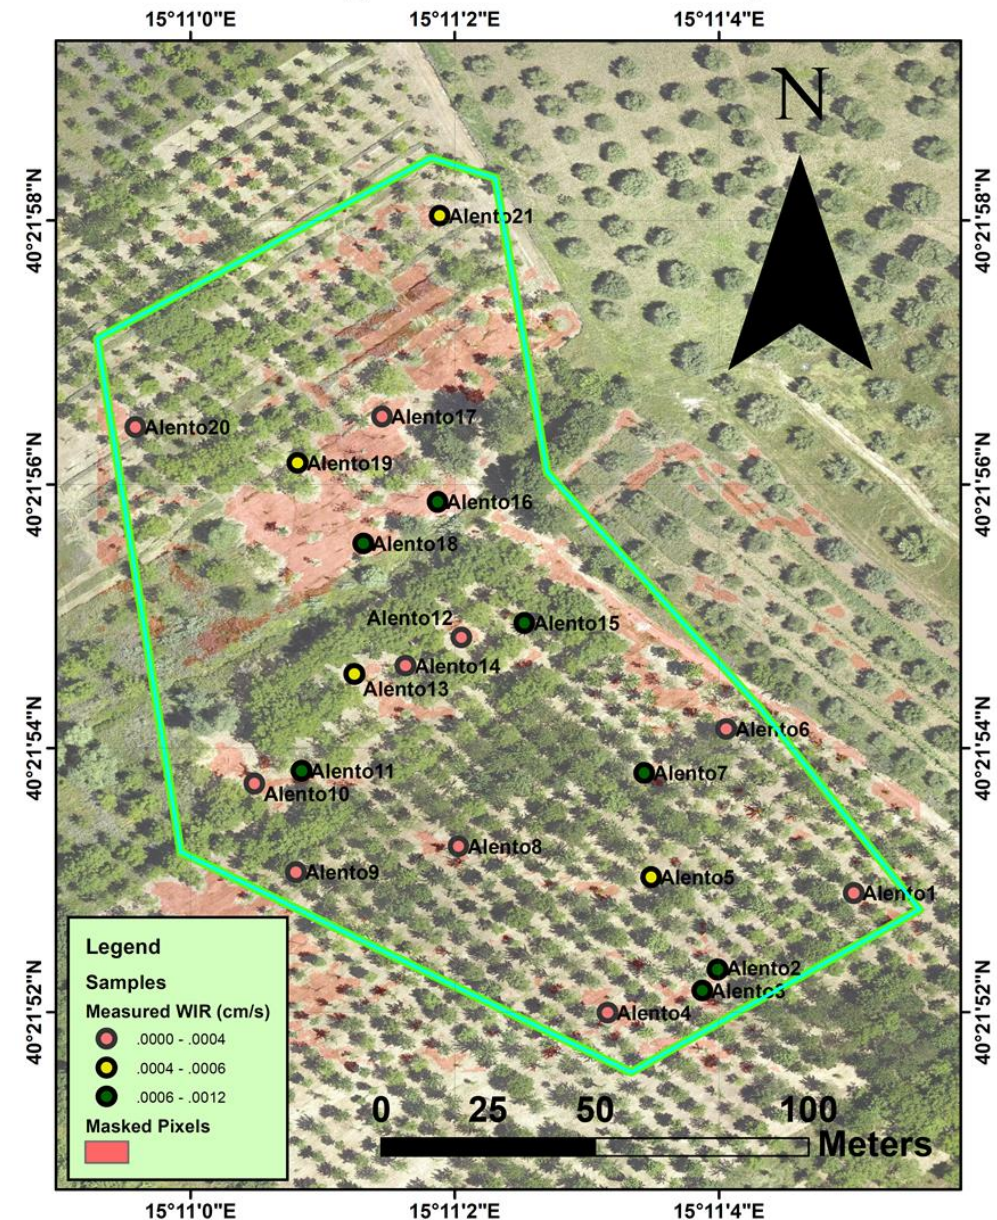 15°11'0"E 15°11'2"E 15°11'4"E
N
40°21'58"N
40°21'58"N
Alento21
Alento17
Alento20
Alento19
40°21'56"N
40°21'56"N
Alento16
Alento18
Alento12
Alento15
Alento14
Alento13
Alento6
40°21'54"N
40°21'54"N
Alento11
Alento7
Alento10
Alento8
Alento9
Alento5
Alento1
Alento2
Alento3
Alento4
40°21'52"N
40°21'52"N
Legend
Samples
Measured WIR (cm/s)
.0000 - .0004
.0004 - .0006
.0006 - .0012
Masked Pixels
0 25 50 100
Meters
15°11'0"E 15°11'2"E 15°11'4"E